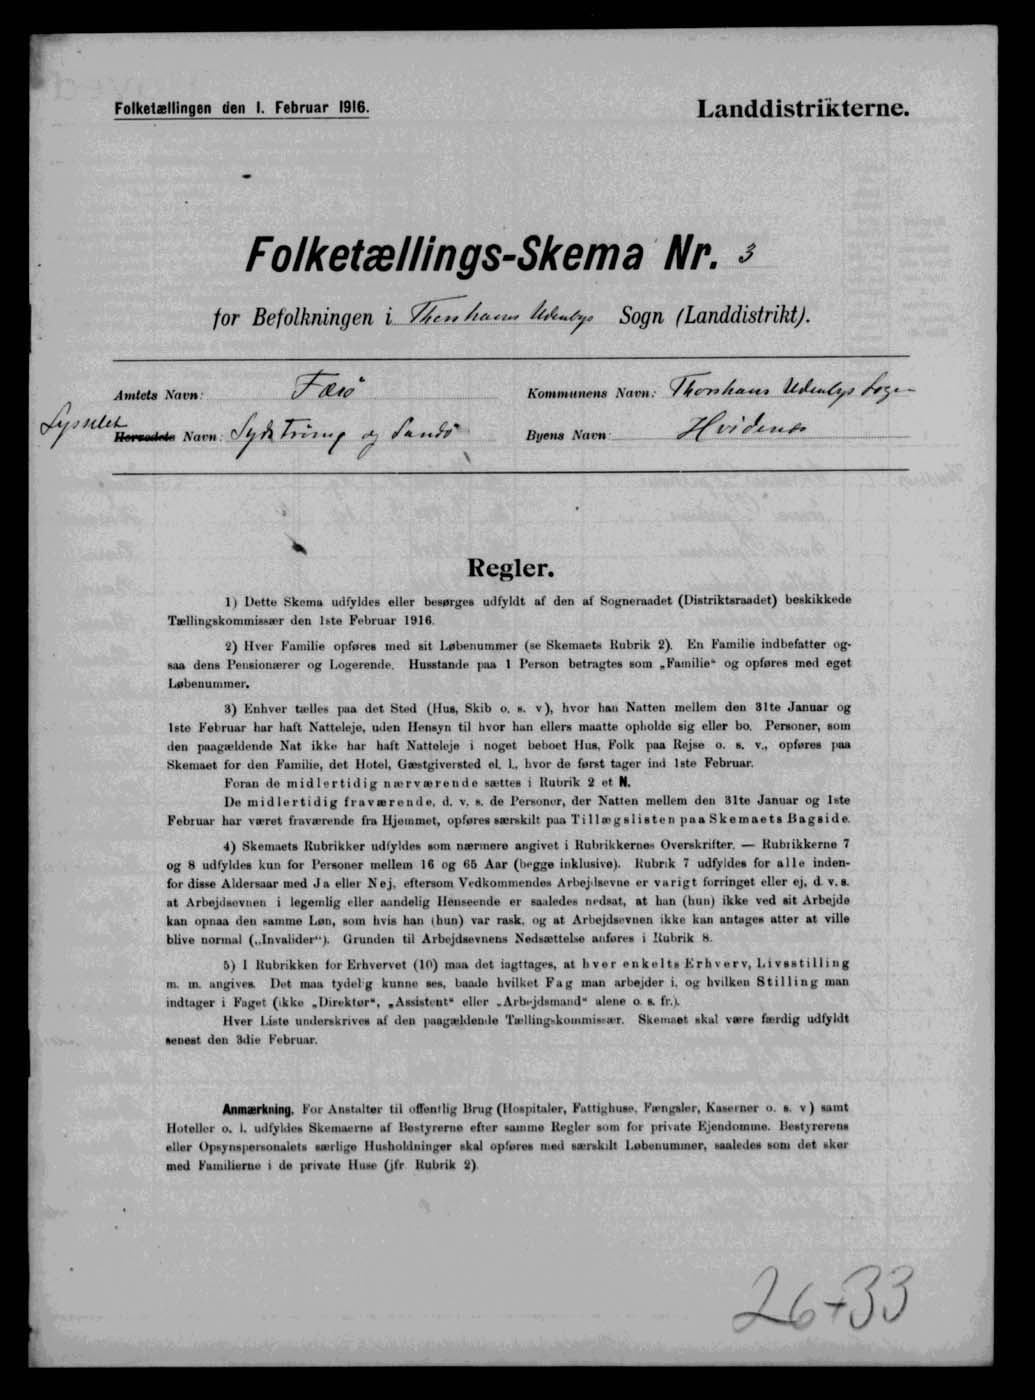 Folketællingen den 1. Februar 1916.
Landdistrikterne.
Folketællings-Skema Nr. 3
for Befolkningen i Thorshavns Udenbys Sogn (Landdistrikt).
Amtets Navn: Færø
Kommunens Navn: Thorshavns Udenbys Sogn
Sysselet
Herredets Navn: Syd Strømø og Sandø
Byens Navn: Hvidenæs
Regler.
1) Dette Skema udfyldes eller besørges udfyldt af den af Sogneraadet (Distriktsraadet) beskikkede
Tællingskommissær den 1ste Februar 1916.
2) Hver Familie opføres med sit Løbenummer (se Skemaets Rubrik 2). En Familie indbefatter og-
saa dens Pensionærer og Logerende. Husstande paa 1 Person betragtes som „Familie“ og opføres med eget
Løbenummer.
3) Enhver tælles paa det Sted (Hus, Skib o. s. v), hvor han Natten mellem den 31te Januar og
1ste Februar har haft Natteleje, uden Hensyn til hvor han ellers maatte opholde sig eller bo. Personer, som
den paagældende Nat ikke har haft Natteleje i noget beboet Hus, Folk paa Rejse o. s. v., opføres paa
Skemaet for den Familie, det Hotel, Gæstgiversted el. l., hvor de først tager ind 1ste Februar.
Foran de midlertidig nærværende sættes i Rubrik 2 et N.
De midlertidig fraværende, d. v. s. de Personer, der Natten mellem den 31te Januar og 1ste
Februar har været fraværende fra Hjemmet, opføres særskilt paa Tillægslisten paa Skemaets Bagside.
4) Skemaets Rubrikker udfyldes som nærmere angivet i Rubrikkernes Overskrifter. — Rubrikkerne 7
og 8 udfyldes kun for Personer mellem 16 og 65 Aar (begge inklusive). Rubrik 7 udfyldes for alle inden-
for disse Aldersaar med Ja eller Nej, eftersom Vedkommendes Arbejdsevne er varigt forringet eller ej, d. v. s.
at Arbejdsevnen i legemlig eller aandelig Henseende er saaledes nedsat, at han (hun) ikke ved sit Arbejde
kan opnaa den samme Løn, som hvis han (hun) var rask, og at Arbejdsevnen ikke kan antages atter at ville
blive normal („Invalider“). Grunden til Arbejdsevnens Nedsættelse anføres i Rubrik 8.
5) I Rubrikken for Erhvervet (10) maa det iagttages, at hver enkelts Erhverv, Livsstilling
m. m. angives. Det maa tydelig kunne ses, baade hvilket Fag man arbejder i, og hvilken Stilling man
indtager i Faget (ikke „Direktør“, „Assistent“ eller „Arbejdsmand“ alene o. s. fr.).
Hver Liste underskrives af den paagældende Tællingskommissær. Skemaet skal være færdig udfyldt
senest den 3die Februar.
Anmærkning. For Anstalter til offentlig Brug (Hospitaler, Fattighuse, Fængsler, Kaserner o. s. v) samt
Hoteller o. l. udfyldes Skemaerne af Bestyrerne efter samme Regler som for private Ejendomme. Bestyrerens
eller Opsynspersonalets særlige Husholdninger skal opføres med særskilt Løbenummer, saaledes som det sker
med Familierne i de private Huse (jfr. Rubrik 2).
26+33